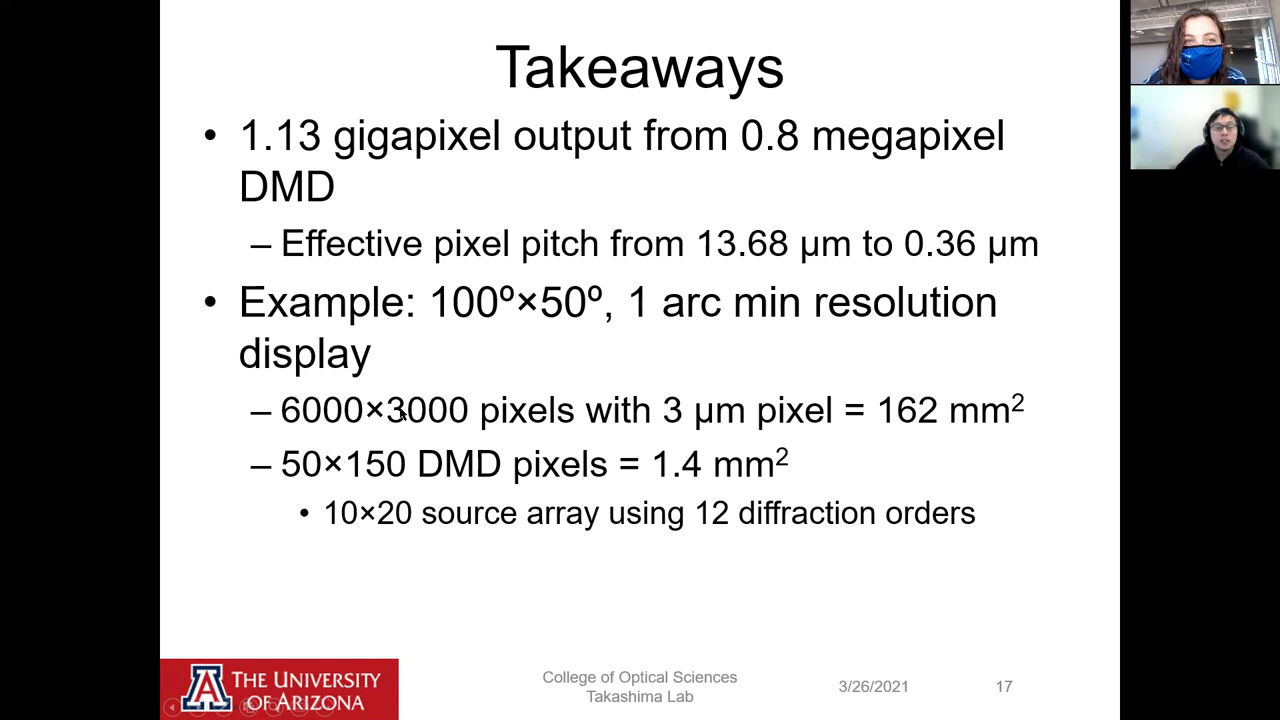 Takeaways
• 1.13 gigapixel output from 0.8 megapixel
DMD
– Effective pixel pitch from 13.68 µm to 0.36 µm
• Example: 100º×50º, 1 arc min resolution
display
– 6000×3000 pixels with 3 µm pixel = 162 mm²
– 50×150 DMD pixels = 1.4 mm²
• 10×20 source array using 12 diffraction orders
A THE UNIVERSITY
OF ARIZONA
College of Optical Sciences
Takashima Lab
3/26/2021
17